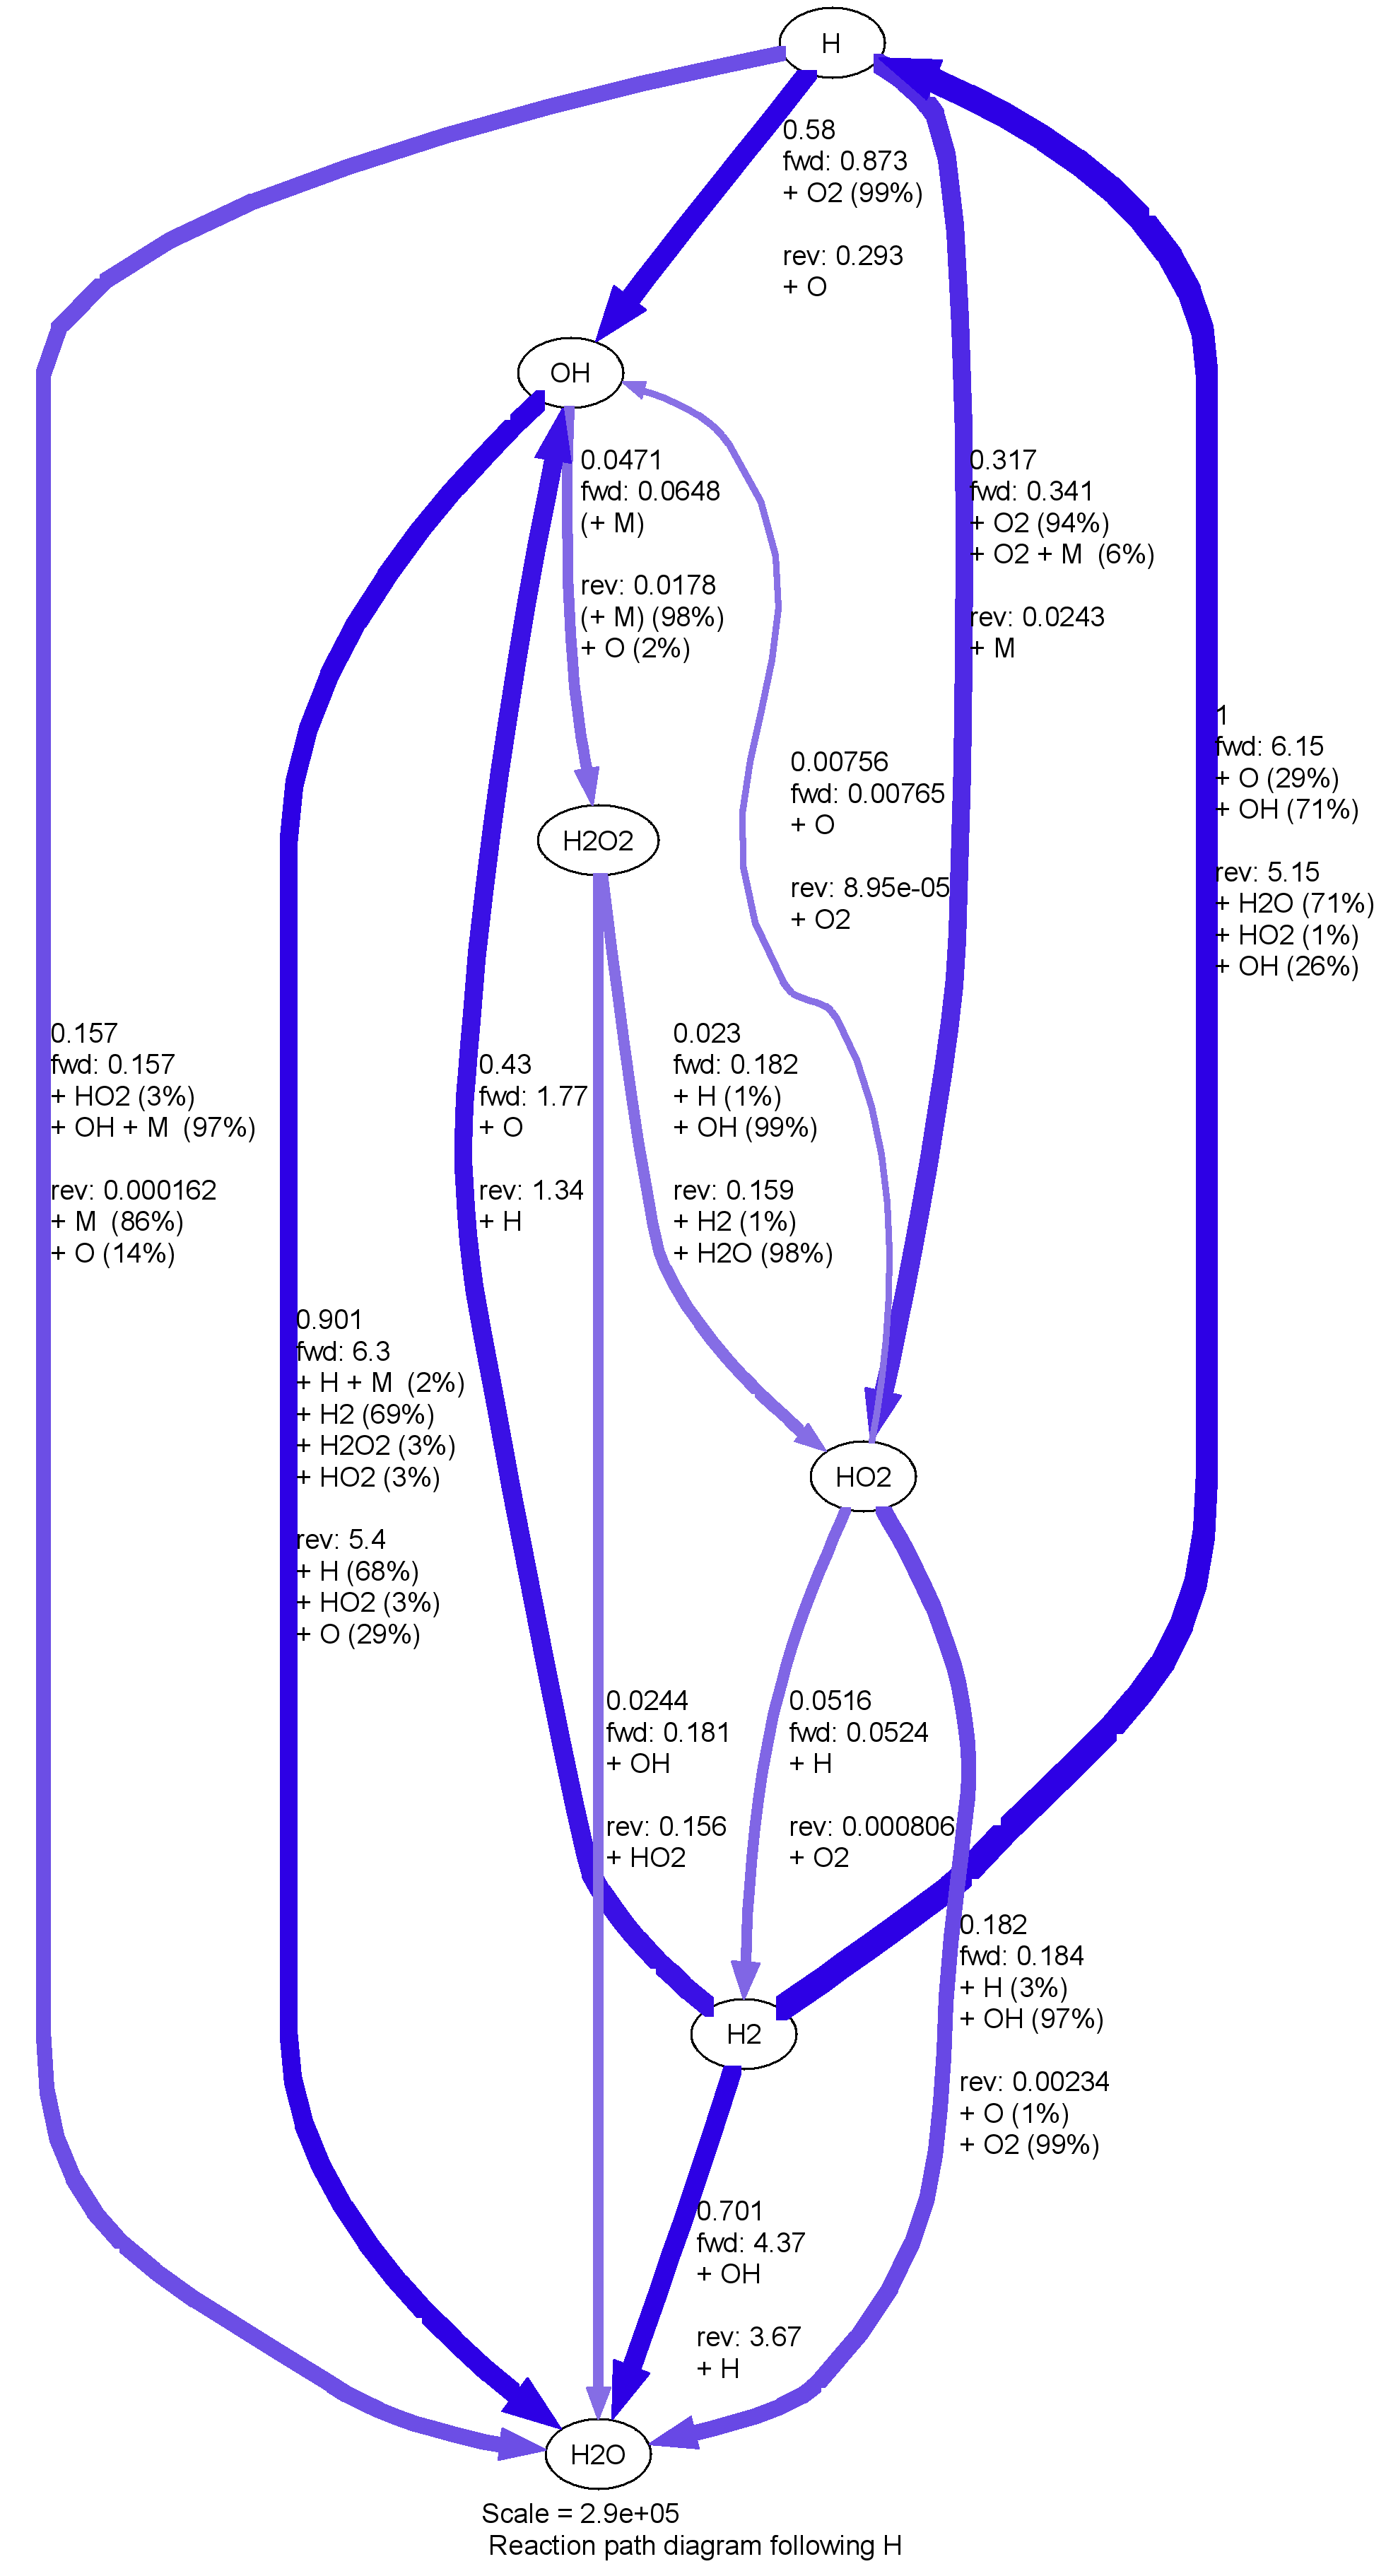 H
0.58
fwd: 0.873
+ O2 (99%)
rev: 0.293
+ O
OH
0.0471
fwd: 0.0648
(+ M)
rev: 0.0178
(+ M) (98%)
+ O (2%)
0.317
fwd: 0.341
+ O2 (94%)
+ O2 + M  (6%)
rev: 0.0243
+ M
1
fwd: 6.15
+ O (29%)
+ OH (71%)
rev: 5.15
+ H2O (71%)
+ HO2 (1%)
+ OH (26%)
0.00756
fwd: 0.00765
+ O
rev: 8.95e-05
+ O2
H2O2
0.157
fwd: 0.157
+ HO2 (3%)
+ OH + M  (97%)
rev: 0.000162
+ M  (86%)
+ O (14%)
0.43
fwd: 1.77
+ O
rev: 1.34
+ H
0.023
fwd: 0.182
+ H (1%)
+ OH (99%)
rev: 0.159
+ H2 (1%)
+ H2O (98%)
0.901
fwd: 6.3
+ H + M  (2%)
+ H2 (69%)
+ H2O2 (3%)
+ HO2 (3%)
rev: 5.4
+ H (68%)
+ HO2 (3%)
+ O (29%)
HO2
0.0244
fwd: 0.181
+ OH
rev: 0.156
+ HO2
0.0516
fwd: 0.0524
+ H
rev: 0.000806
+ O2
0.182
fwd: 0.184
+ H (3%)
+ OH (97%)
rev: 0.00234
+ O (1%)
+ O2 (99%)
H2
0.701
fwd: 4.37
+ OH
rev: 3.67
+ H
H2O
Scale = 2.9e+05
Reaction path diagram following H